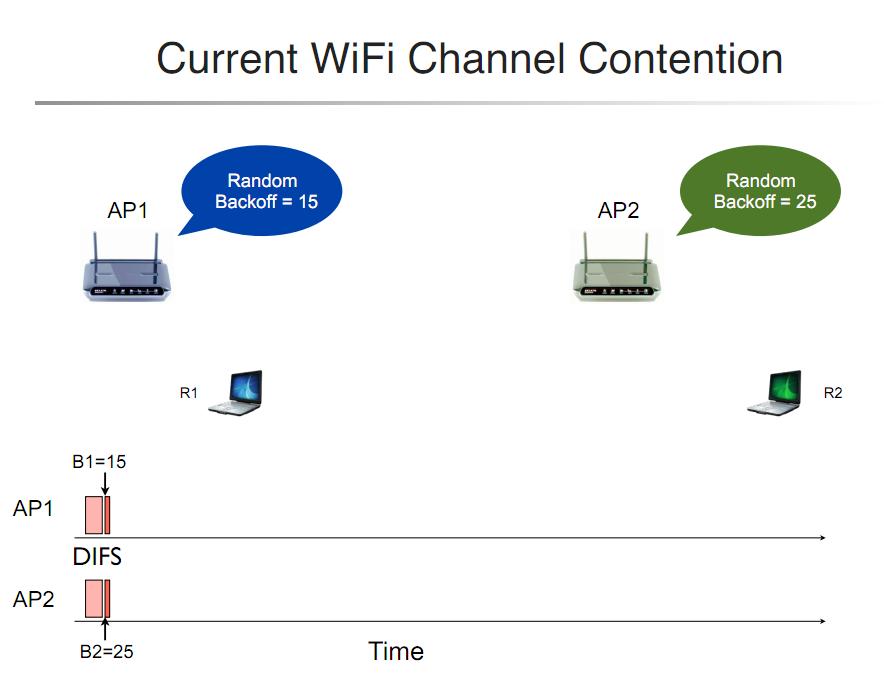 Current WiFi Channel Contention
Random
Backoff = 15
Random
Backoff = 25
AP1
AP2
R1
R2
B1=15
AP1
DIFS
AP2
B2=25
Time